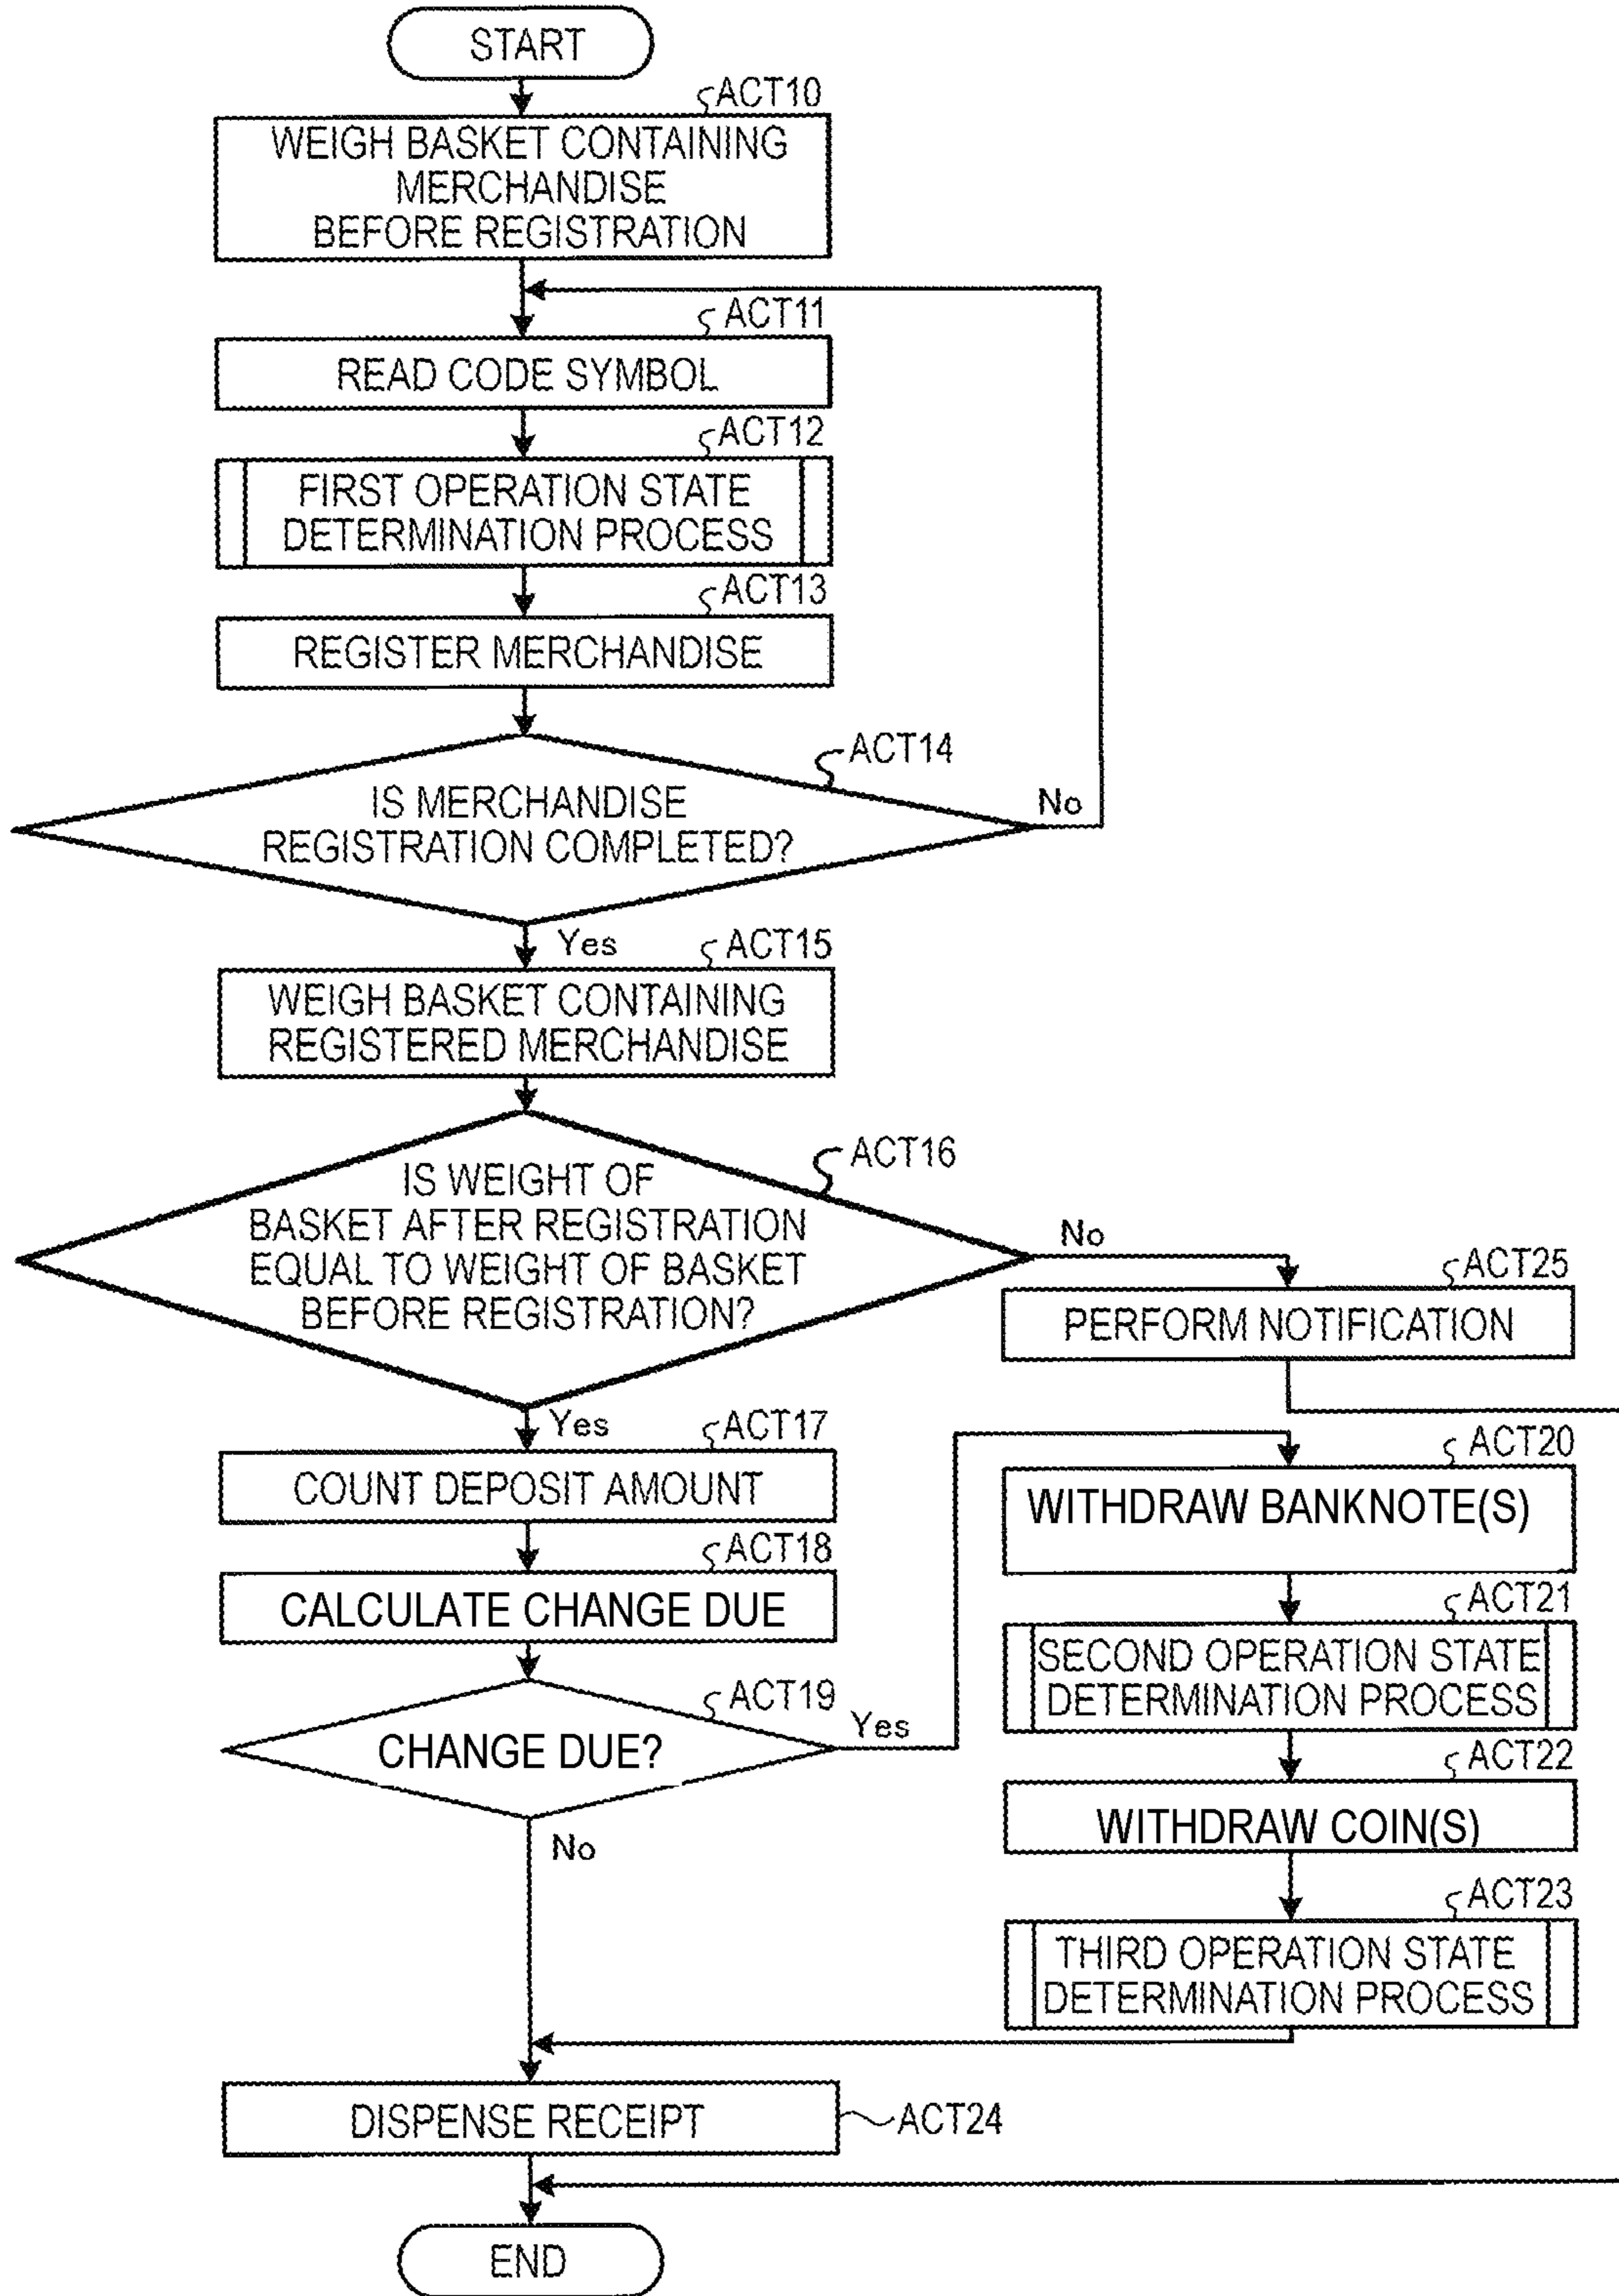 START
ACT10
WEIGH BASKET CONTAINING
MERCHANDISE
BEFORE REGISTRATION
ACT11
READ CODE SYMBOL
ACT12
FIRST OPERATION STATE
DETERMINATION PROCESS
ACT13
REGISTER MERCHANDISE
ACT14
IS MERCHANDISE
REGISTRATION COMPLETED?
No
Yes
ACT15
WEIGH BASKET CONTAINING
REGISTERED MERCHANDISE
ACT16
IS WEIGHT OF
BASKET AFTER REGISTRATION
EQUAL TO WEIGHT OF BASKET
BEFORE REGISTRATION?
No
ACT25
PERFORM NOTIFICATION
Yes
ACT17
COUNT DEPOSIT AMOUNT
ACT18
CALCULATE CHANGE DUE
ACT19
CHANGE DUE?
Yes
No
ACT20
WITHDRAW BANKNOTE(S)
ACT21
SECOND OPERATION STATE
DETERMINATION PROCESS
ACT22
WITHDRAW COIN(S)
ACT23
THIRD OPERATION STATE
DETERMINATION PROCESS
DISPENSE RECEIPT
ACT24
END